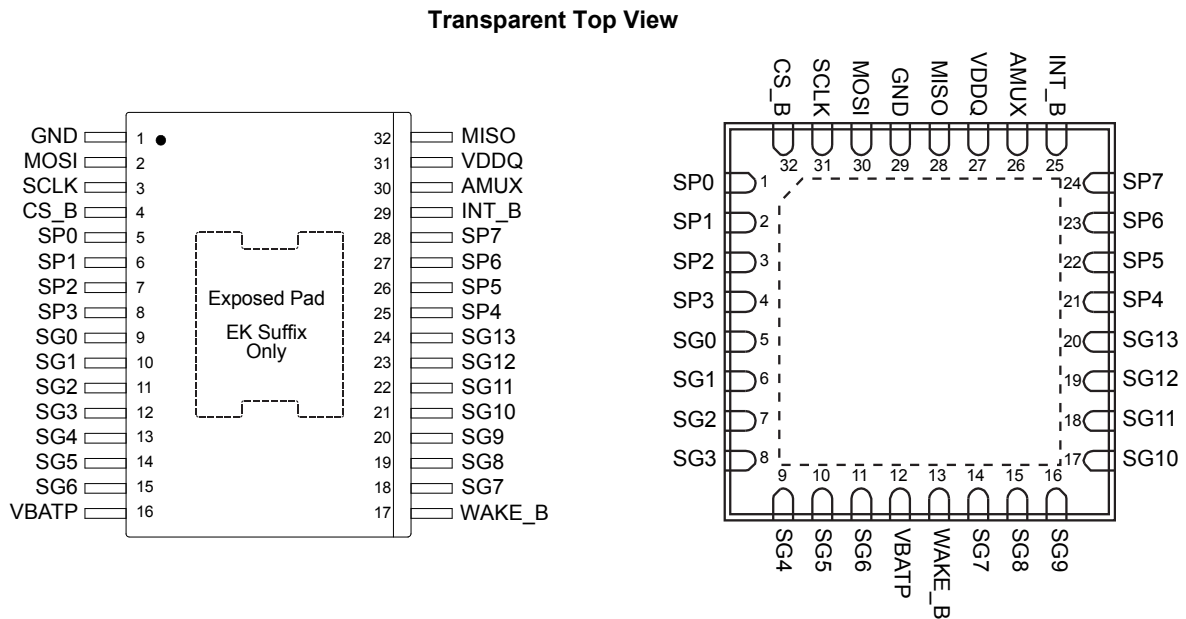 Transparent Top View
GND 1 32 MISO
MOSI 2 31 VDDQ
SCLK 3 30 AMUX
CS_B 4 29 INT_B
SP0 5 28 SP7
SP1 6 27 SP6
SP2 7 26 SP5
SP3 8 25 SP4
SG0 9 24 SG13
SG1 10 23 SG12
SG2 11 22 SG11
SG3 12 21 SG10
SG4 13 20 SG9
SG5 14 19 SG8
SG6 15 18 SG7
VBATP 16 17 WAKE_B
Exposed Pad
EK Suffix
Only
CS_B SCLK MOSI GND MISO VDDQ AMUX INT_B
32 31 30 29 28 27 26 25
SP0 1 24 SP7
SP1 2 23 SP6
SP2 3 22 SP5
SP3 4 21 SP4
SG0 5 20 SG13
SG1 6 19 SG12
SG2 7 18 SG11
SG3 8 17 SG10
9 10 11 12 13 14 15 16
SG4 SG5 SG6 VBATP WAKE_B SG7 SG8 SG9